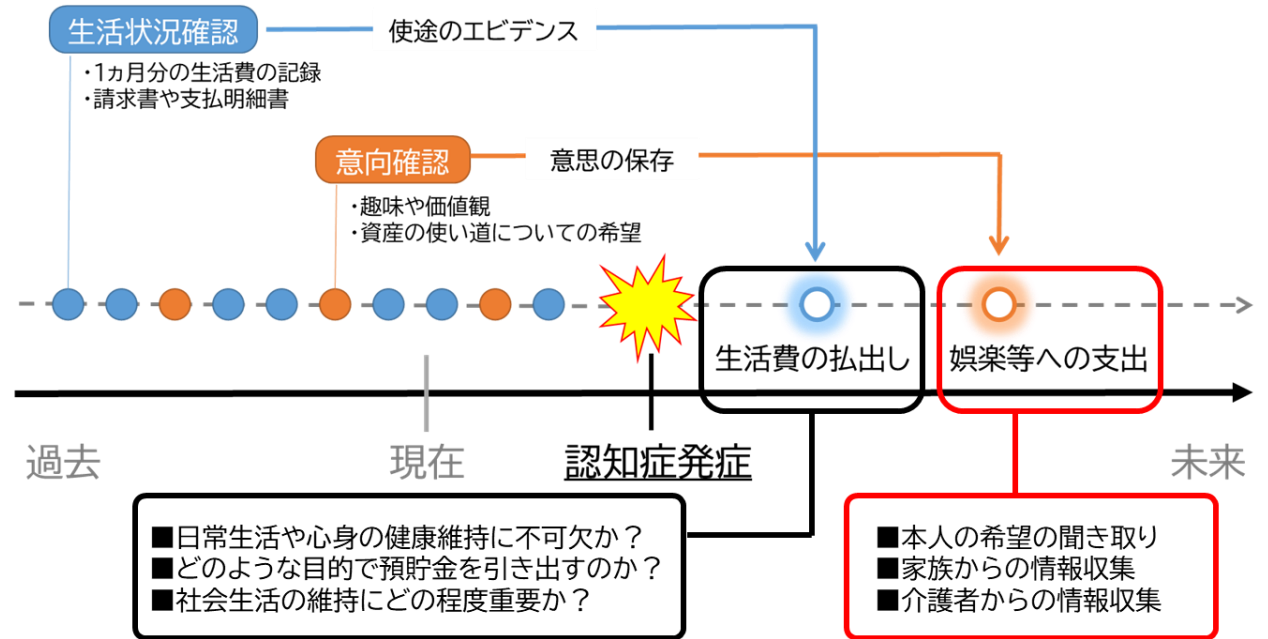 生活状況確認
使途のエビデンス
・1ヵ月分の生活費の記録
・請求書や支払明細書
意向確認
意思の保存
・趣味や価値観
・資産の使い道についての希望
生活費の払出し
娯楽等への支出
過去
現在
認知症発症
未来
■日常生活や心身の健康維持に不可欠か？
■どのような目的で預貯金を引き出すのか？
■社会生活の維持にどの程度重要か？
■本人の希望の聞き取り
■家族からの情報収集
■介護者からの情報収集